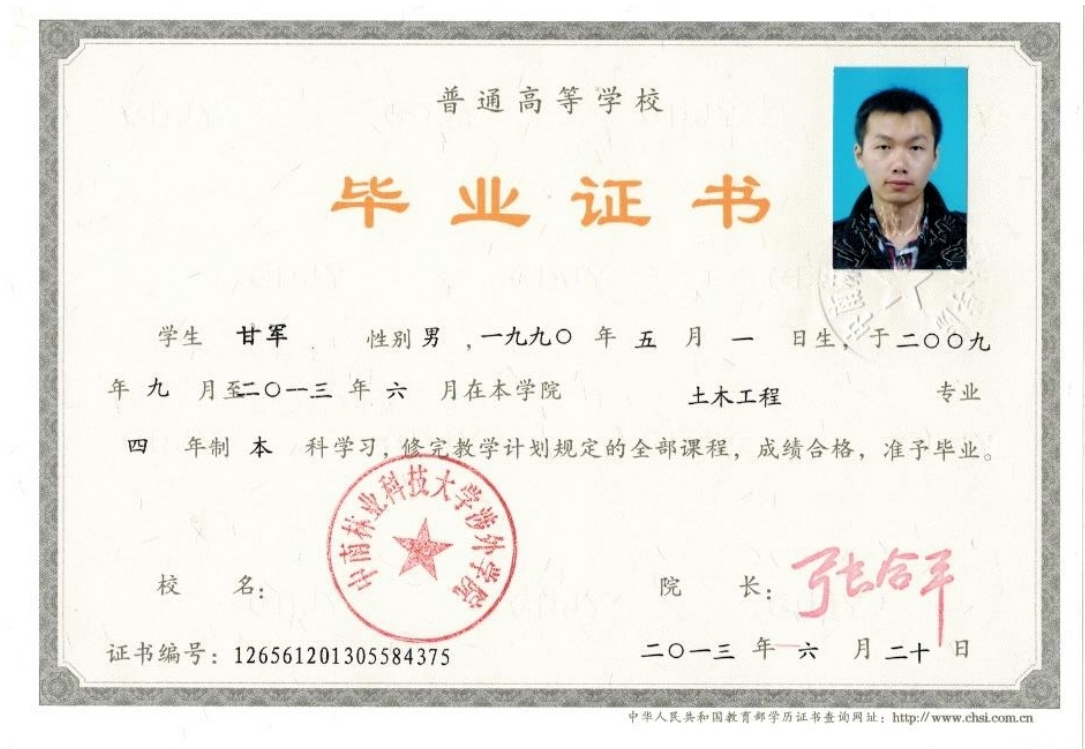 普通高等学校
毕业证书
学生 甘军 性别 男 ,一九九〇 年 五 月 一 日生,于二〇〇九
年 九 月至二〇一三 年 六 月在本学院 土木工程 专业
四 年制 本 科学习,修完教学计划规定的全部课程,成绩合格,准予毕业。
中南林业科技大学涉外学院
校 名: 院 长:张合平
证书编号:126561201305584375 二〇一三 年 六 月 二十 日
中华人民共和国教育部学历证书查询网址:http://www.chsi.com.cn